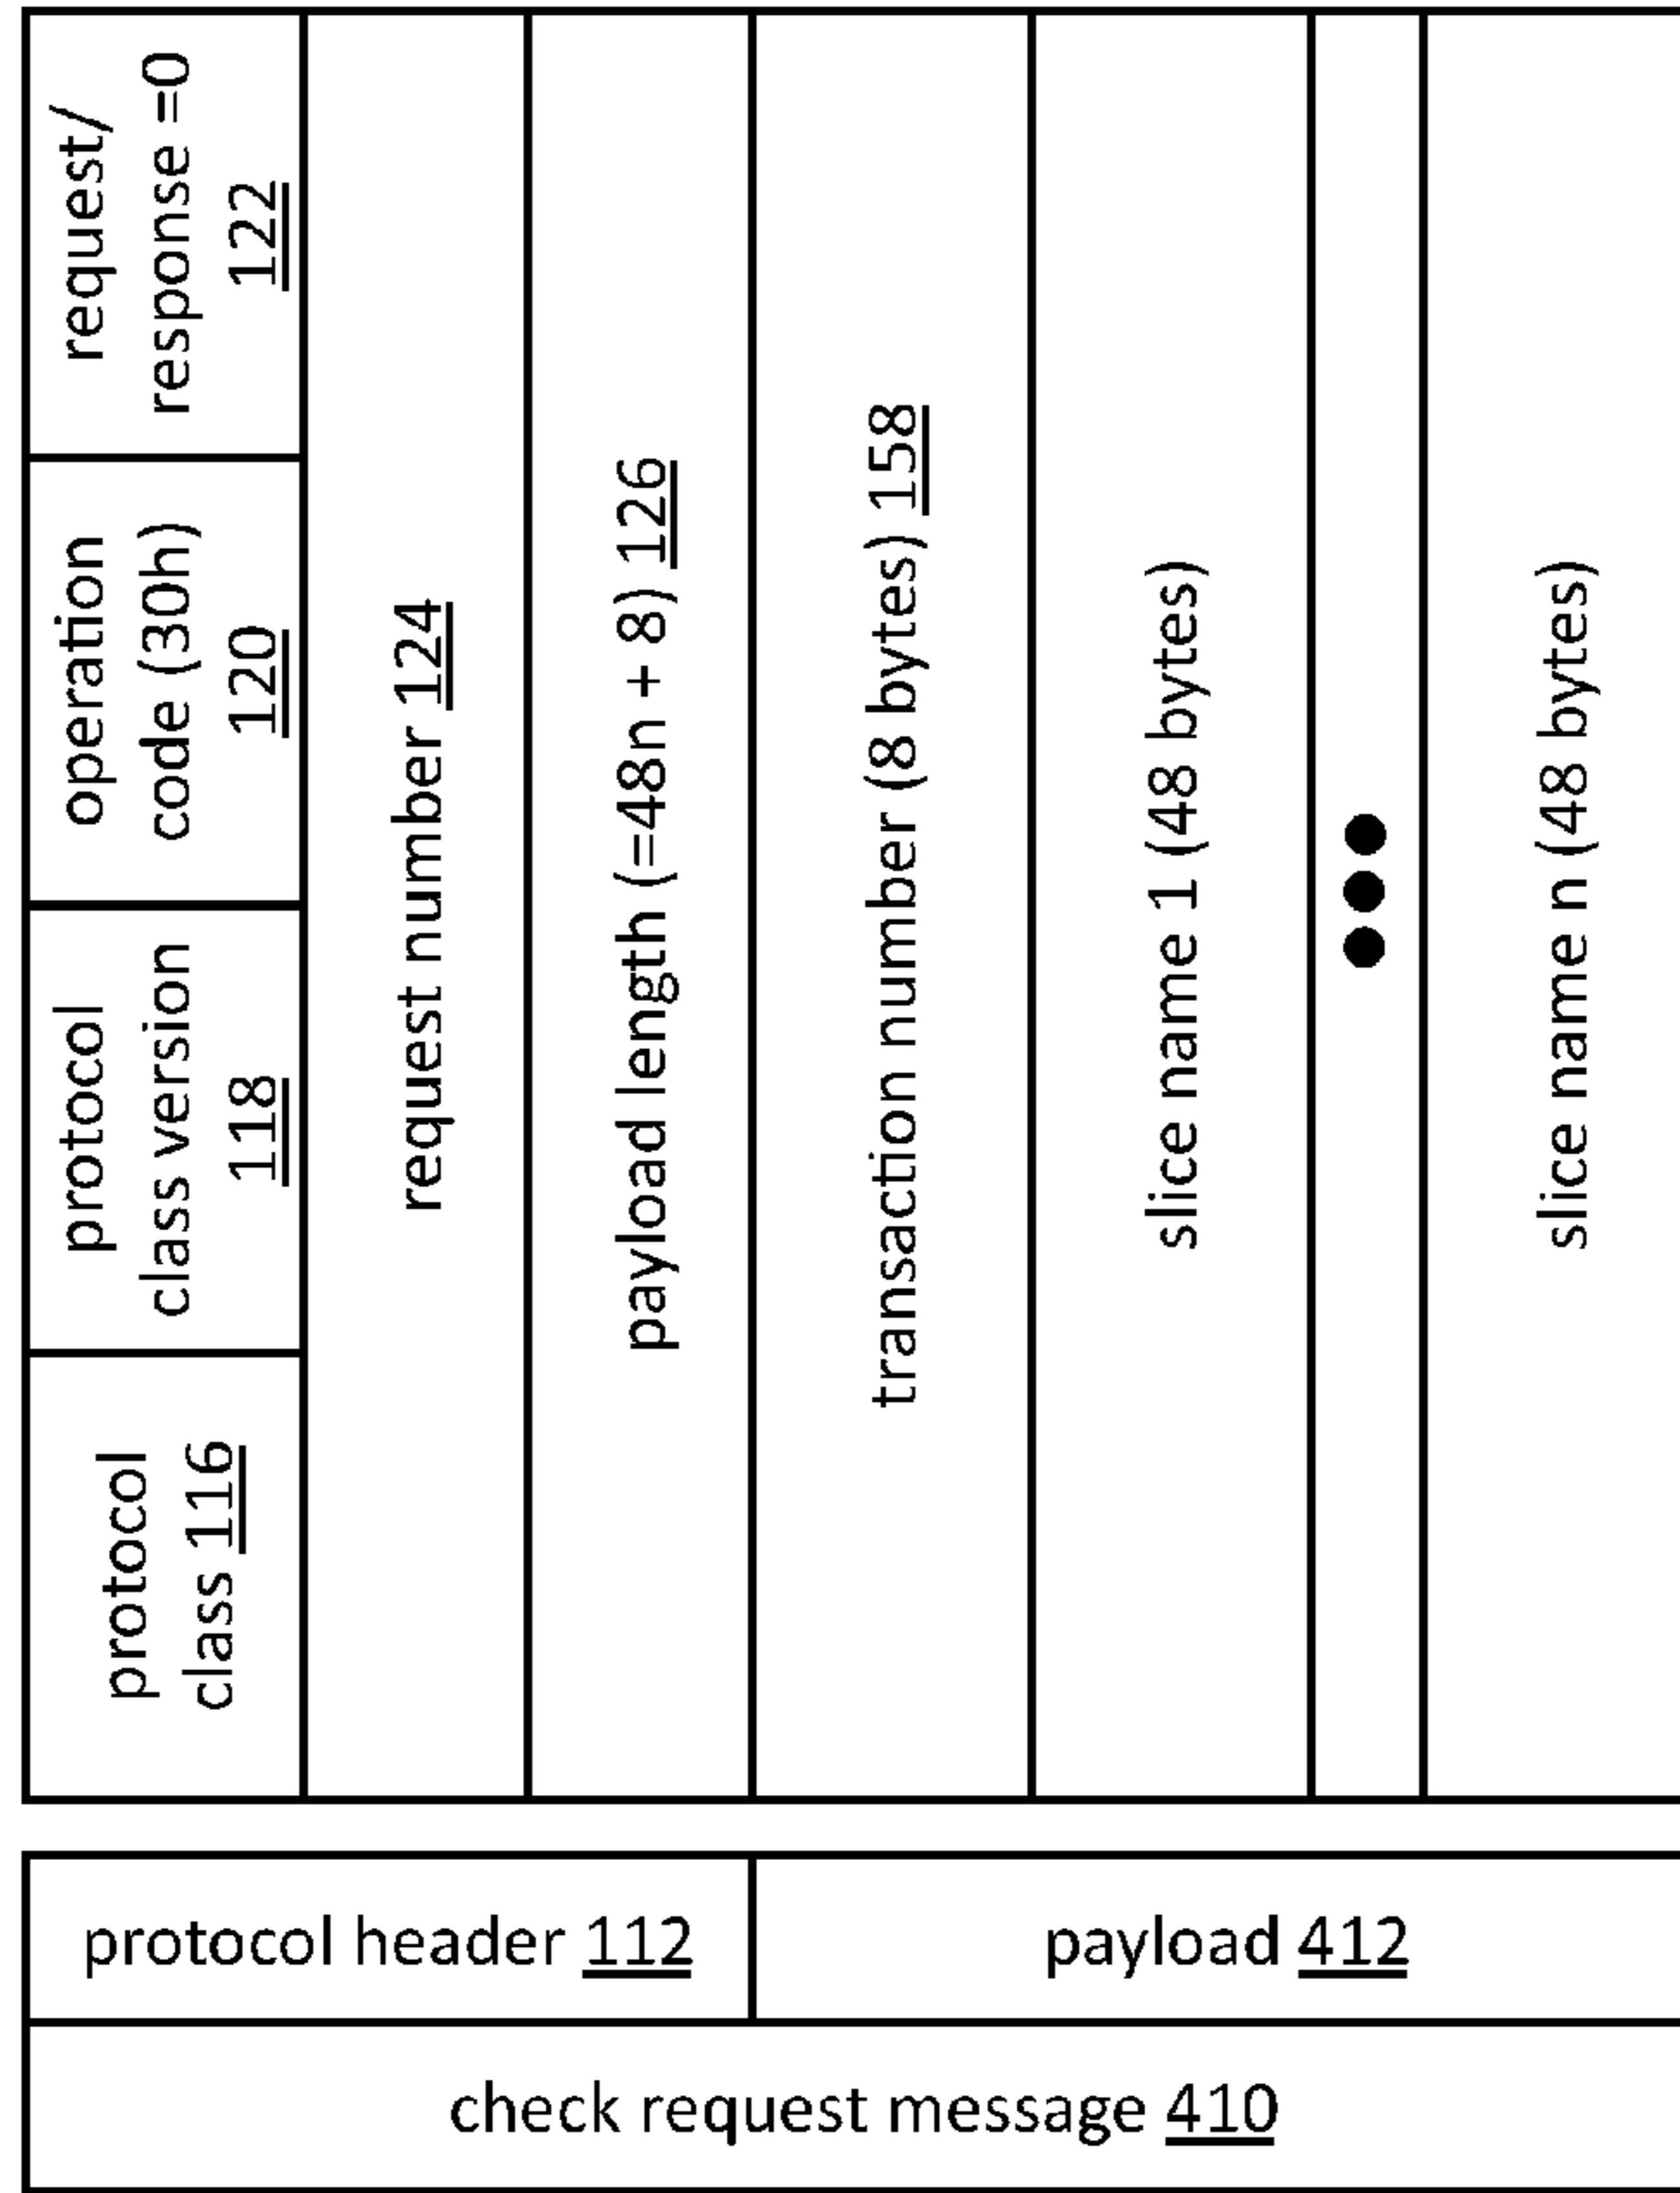 protocol
class 116
protocol
class version
118
operation
code (30h)
120
request/
response =0
122
request number 124
payload length (=48n + 8) 126
transaction number (8 bytes) 158
slice name 1 (48 bytes)
slice name n (48 bytes)
protocol header 112
payload 412
check request message 410